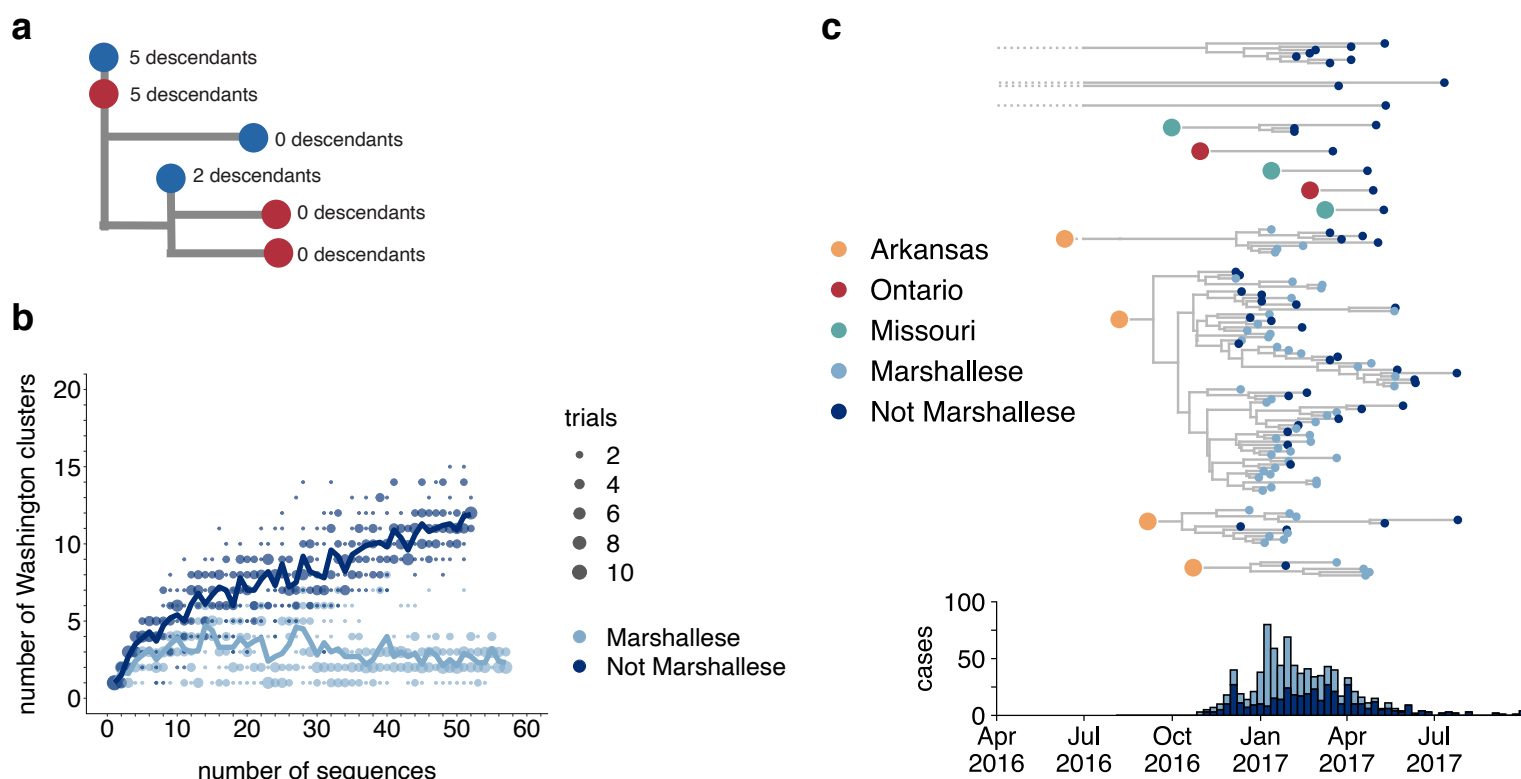 a
5 descendants
5 descendants
0 descendants
2 descendants
0 descendants
0 descendants
b
number of Washington clusters
20
15
10
5
0
0 10 20 30 40 50 60
number of sequences
trials
2
4
6
8
10
Marshallese
Not Marshallese
c
Arkansas
Ontario
Missouri
Marshallese
Not Marshallese
cases
100
50
0
Apr Jul Oct Jan Apr Jul
2016 2016 2016 2017 2017 2017